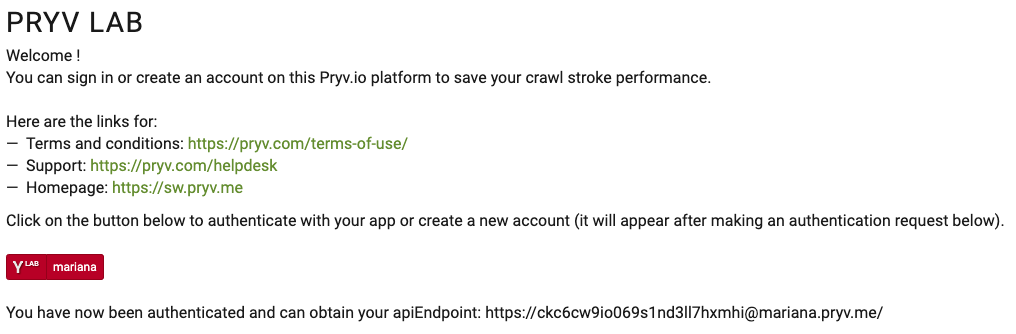 PRYV LAB
Welcome !
You can sign in or create an account on this Pryv.io platform to save your crawl stroke performance.
Here are the links for:
— Terms and conditions: https://pryv.com/terms-of-use/
— Support: https://pryv.com/helpdesk
— Homepage: https://sw.pryv.me
Click on the button below to authenticate with your app or create a new account (it will appear after making an authentication request below).
Y LAB mariana
You have now been authenticated and can obtain your apiEndpoint: https://ckc6cw9io069s1nd3ll7hxmhi@mariana.pryv.me/